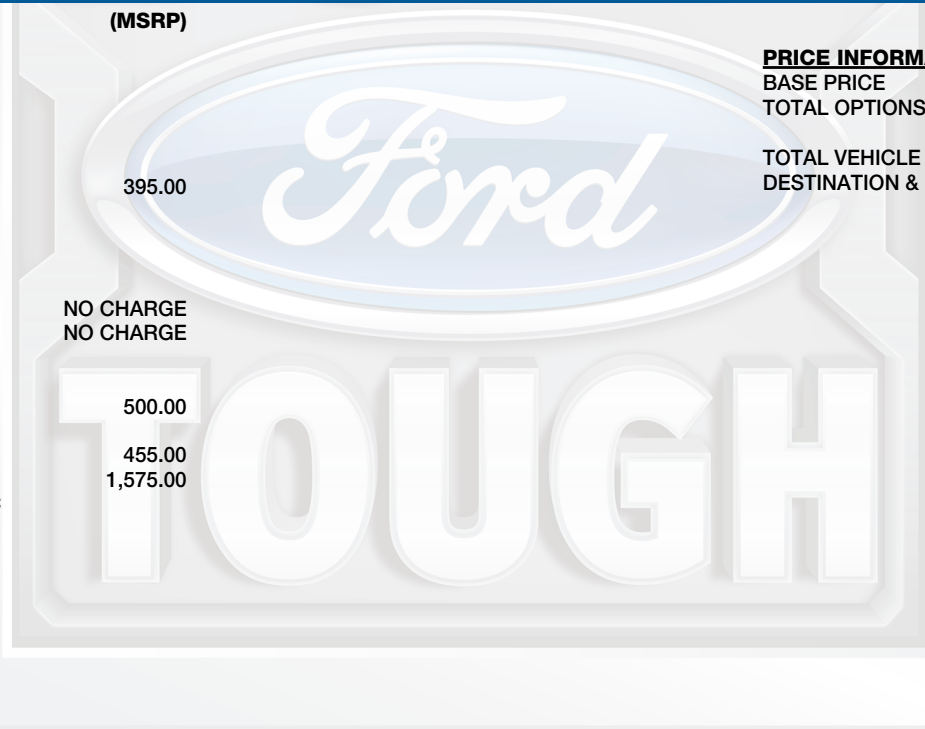 (MSRP)
395.00
NO CHARGE
NO CHARGE
500.00
455.00
1,575.00
PRICE INFORM
BASE PRICE
TOTAL OPTIONS
TOTAL VEHICLE
DESTINATION &
Ford
TOUGH